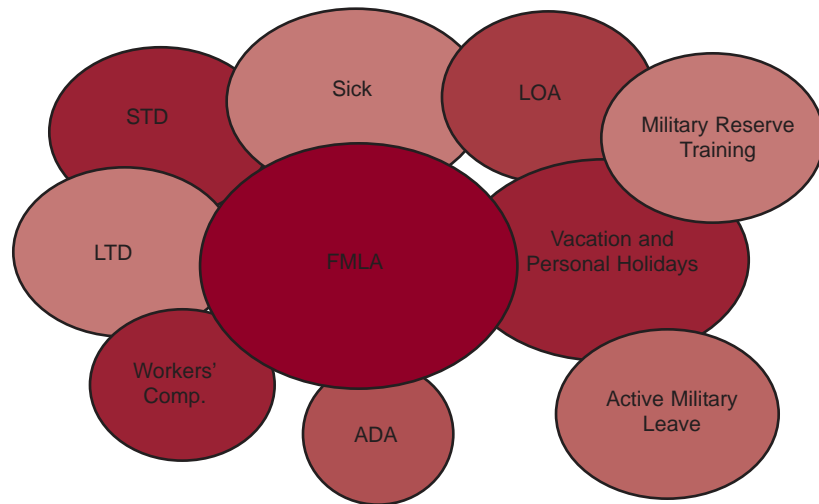 Sick
LOA
STD
Military Reserve
Training
LTD
FMLA
Vacation and
Personal Holidays
Workers’
Comp.
ADA
Active Military
Leave